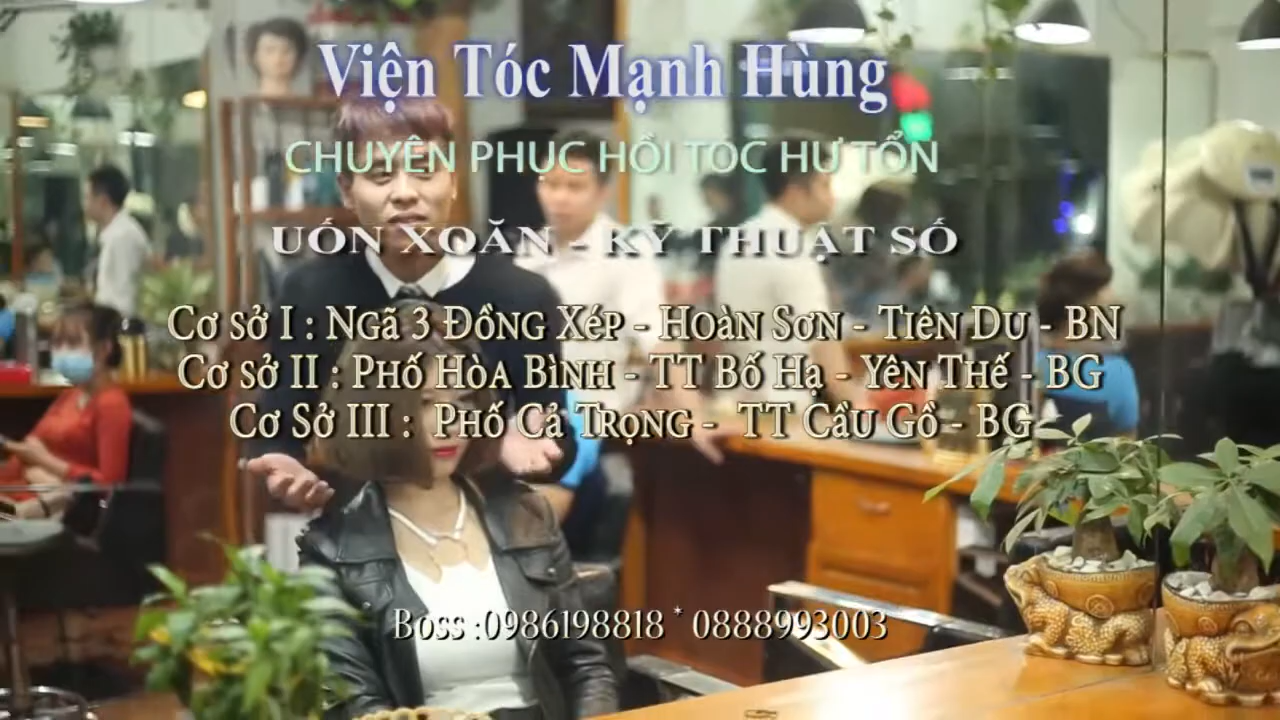 Viện Tóc Mạnh Hùng
CHUYÊN PHỤC HỒI TÓC HƯ TỔN
UỐN XOĂN - KỸ THUẬT SỐ
Cơ sở I : Ngã 3 Đồng Xép - Hoàn Sơn - Tiên Du - BN
Cơ sở II : Phố Hòa Bình - TT Bố Hạ - Yên Thế - BG
Cơ Sở III : Phố Cả Trọng - TT Cầu Gồ - BG
Boss :0986198818 * 0888993003